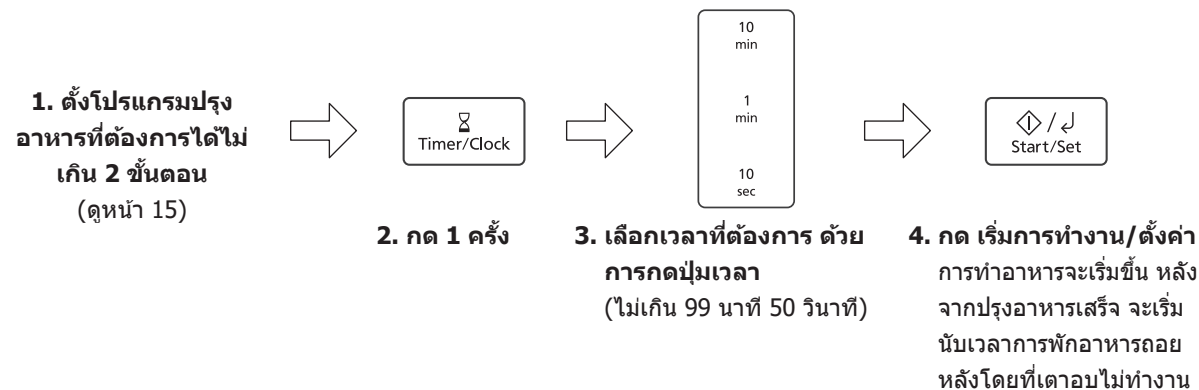 1. ตั้งโปรแกรมปรุง
อาหารที่ต้องการได้ไม่
เกิน 2 ขั้นตอน
(ดูหน้า 15)
Timer/Clock
2. กด 1 ครั้ง
10
min
1
min
10
sec
3. เลือกเวลาที่ต้องการ ด้วย
การกดปุ่มเวลา
(ไม่เกิน 99 นาที 50 วินาที)
/
Start/Set
4. กด เริ่มการทำงาน/ตั้งค่า
การทำอาหารจะเริ่มขึ้น หลัง
จากปรุงอาหารเสร็จ จะเริ่ม
นับเวลาการพักอาหารถอย
หลังโดยที่เตาอบไม่ทำงาน